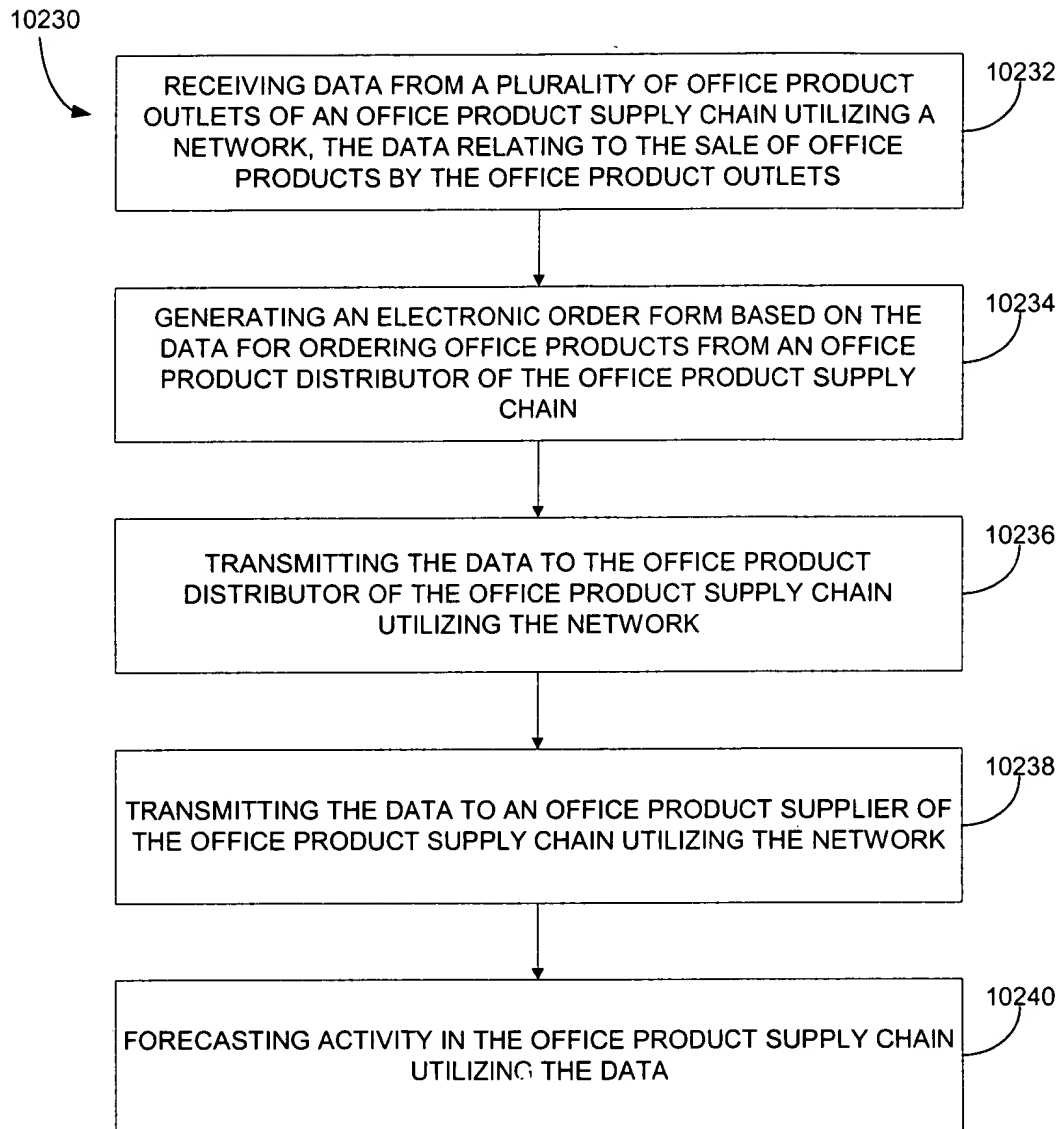 10230
RECEIVING DATA FROM A PLURALITY OF OFFICE PRODUCT
OUTLETS OF AN OFFICE PRODUCT SUPPLY CHAIN UTILIZING A
NETWORK, THE DATA RELATING TO THE SALE OF OFFICE
PRODUCTS BY THE OFFICE PRODUCT OUTLETS
10232
GENERATING AN ELECTRONIC ORDER FORM BASED ON THE
DATA FOR ORDERING OFFICE PRODUCTS FROM AN OFFICE
PRODUCT DISTRIBUTOR OF THE OFFICE PRODUCT SUPPLY
CHAIN
10234
TRANSMITTING THE DATA TO THE OFFICE PRODUCT
DISTRIBUTOR OF THE OFFICE PRODUCT SUPPLY CHAIN
UTILIZING THE NETWORK
10236
TRANSMITTING THE DATA TO AN OFFICE PRODUCT SUPPLIER OF
THE OFFICE PRODUCT SUPPLY CHAIN UTILIZING THE NETWORK
10238
FORECASTING ACTIVITY IN THE OFFICE PRODUCT SUPPLY CHAIN
UTILIZING THE DATA
10240